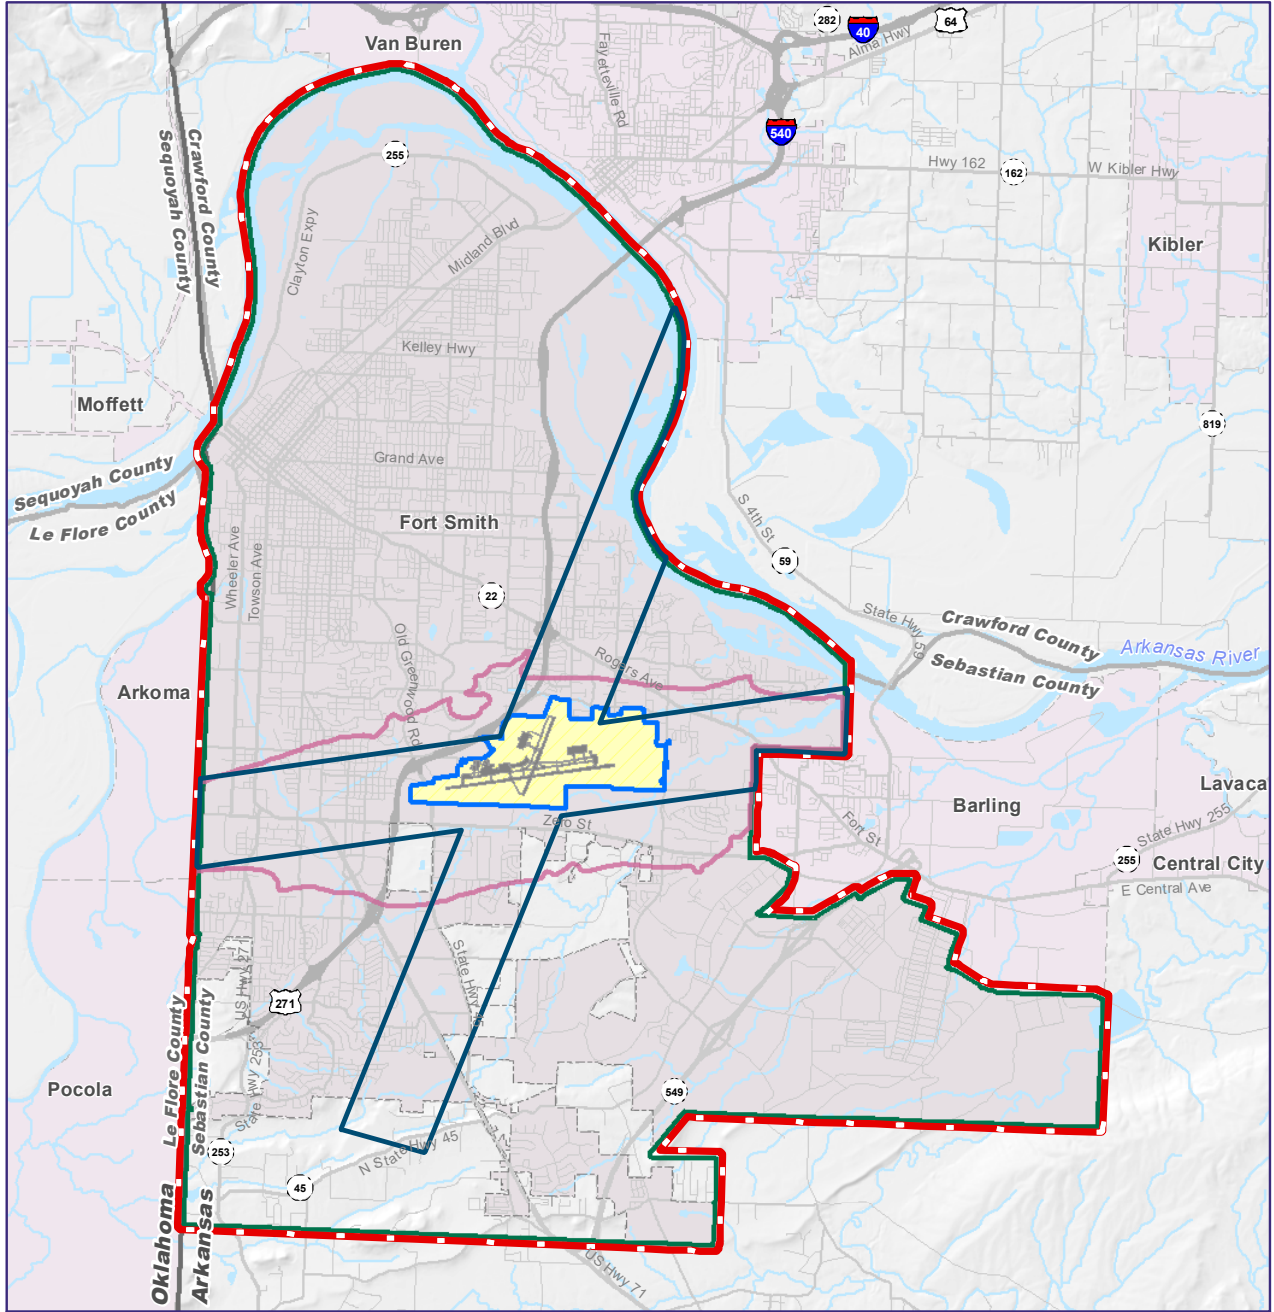 282
40
64
Van Buren
Alma Hwy
Fayetteville Rd
540
Crawford County
Sequoyah County
255
Hwy 162
162
W Kibler Hwy
Clayton Expy
Midland Blvd
Kibler
Kelley Hwy
Moffett
819
Grand Ave
Sequoyah County
Le Flore County
Fort Smith
S 4th St
59
Wheeler Ave
Towson Ave
22
State Hwy 59
Crawford County
Arkansas River
Sebastian County
Old Greenwood Rd
Rogers Ave
Arkoma
Lavaca
Barling
Zero St
Fort St
State Hwy 255
255
Central City
E Central Ave
US Hwy 271
State Hwy
271
Le Flore County
Sebastian County
State Hwy 253
Pocola
549
253
N State Hwy 45
45
Oklahoma
Arkansas
US Hwy 71